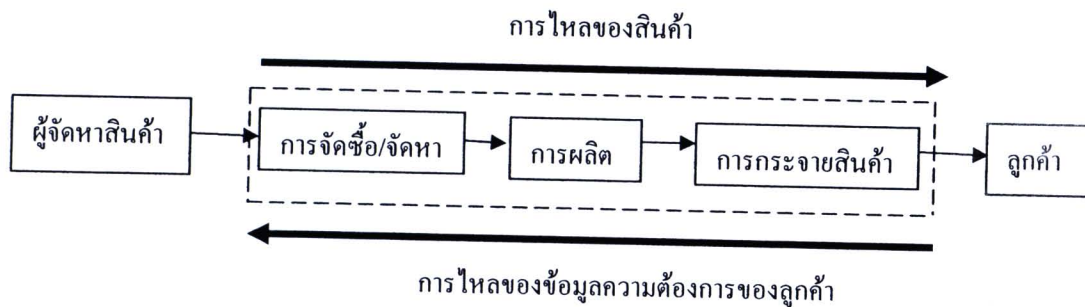 การไหลของสินค้า
ผู้จัดหาสินค้า
การจัดซื้อ/จัดหา
การผลิต
การกระจายสินค้า
ลูกค้า
การไหลของข้อมูลความต้องการของลูกค้า